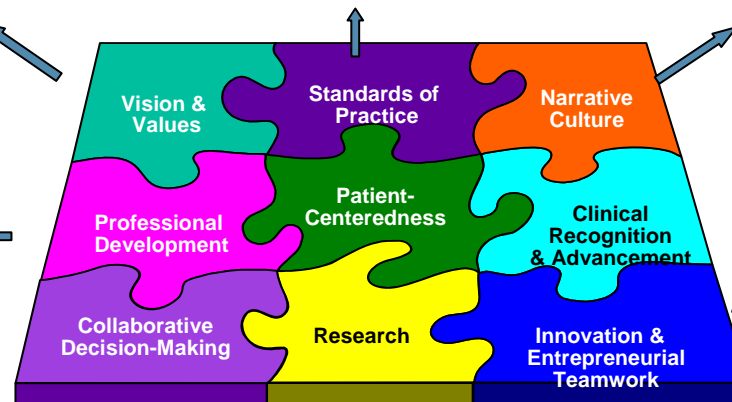 Vision &
Values
Standards of
Practice
Narrative
Culture
Professional
Development
Patient-
Centeredness
Clinical
Recognition
& Advancement
Collaborative
Decision-Making
Research
Innovation &
Entrepreneurial
Teamwork